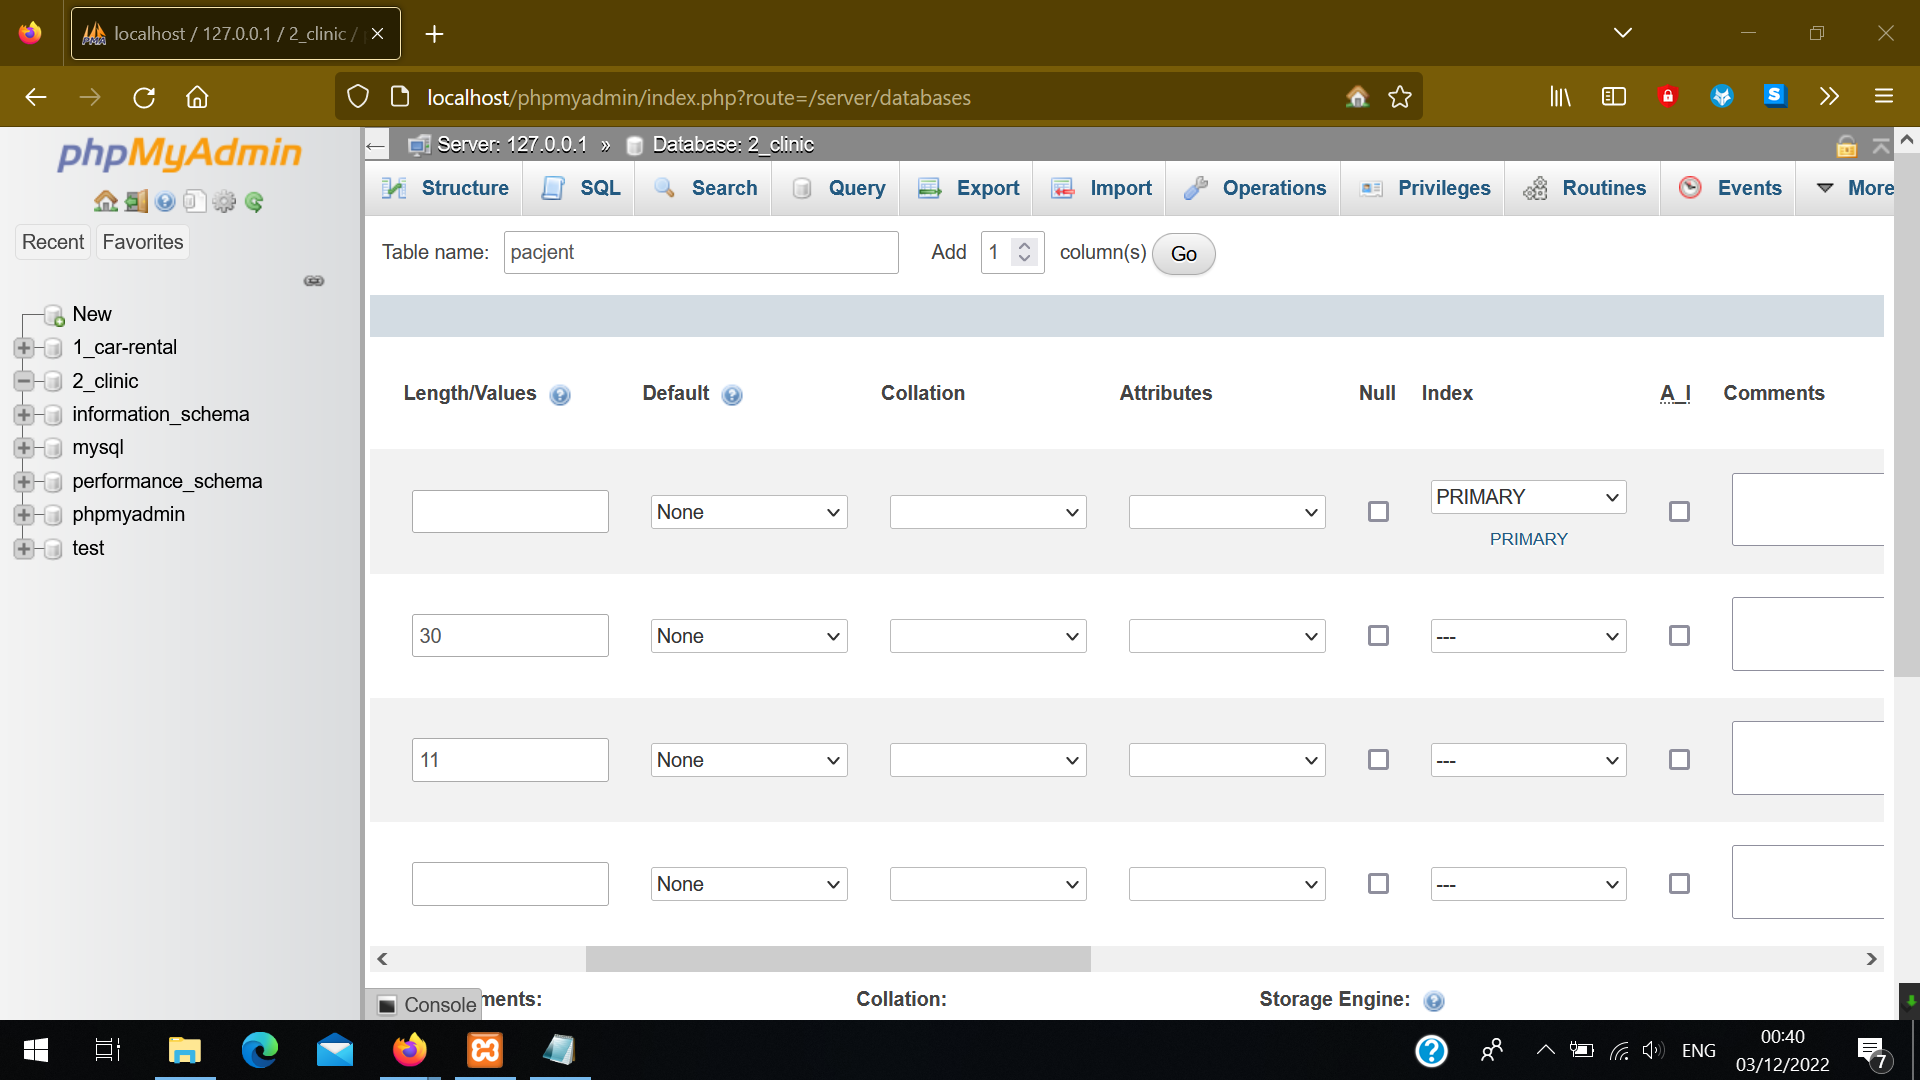 localhost / 127.0.0.1 / 2_clinic /
localhost/phpmyadmin/index.php?route=/server/databases
phpMyAdmin
Recent
Favorites
New
1_car-rental
2_clinic
information_schema
mysql
performance_schema
phpmyadmin
test
Server: 127.0.0.1 » Database: 2_clinic
Structure SQL Search Query Export Import Operations Privileges Routines Events More
Table name: pacjent Add 1 column(s) Go
Length/Values Default Collation Attributes Null Index A_I Comments
None PRIMARY
PRIMARY
30 None ---
11 None ---
None ---
Console
ments: Collation: Storage Engine:
ENG
00:40
03/12/2022
7